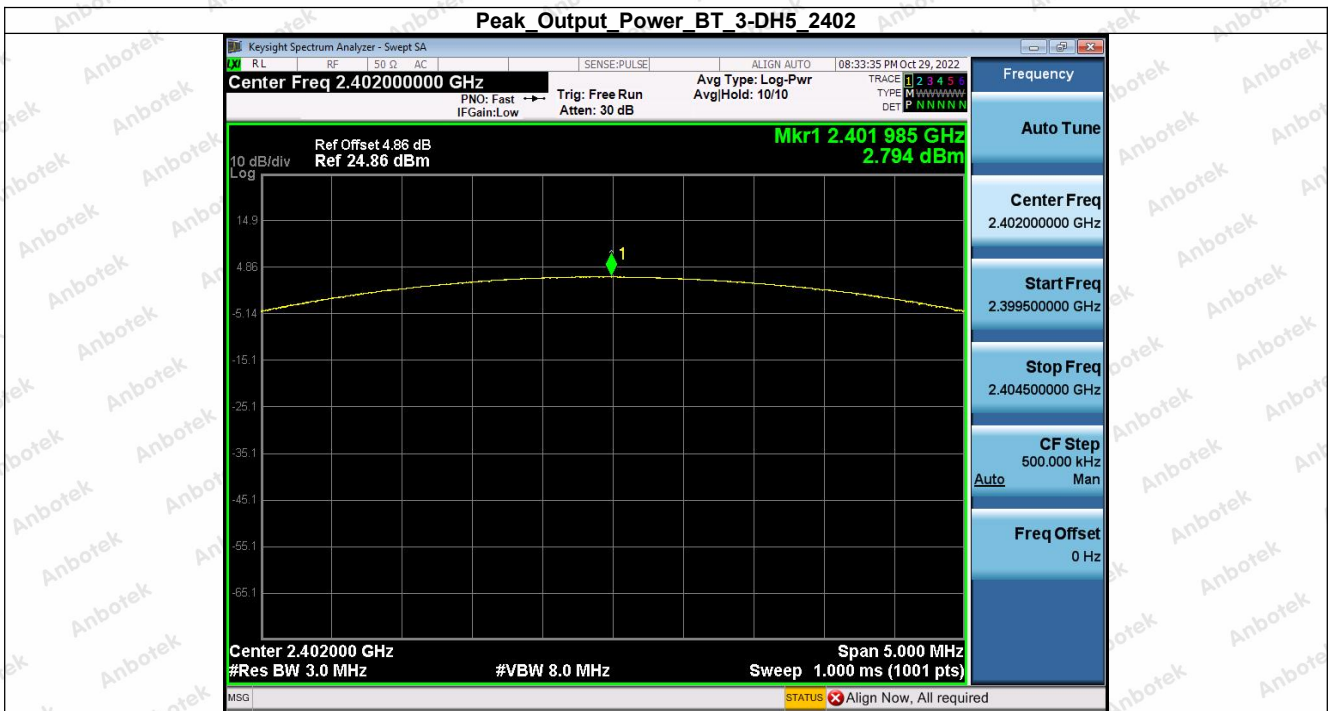 Peak_Output_Power_BT_3-DH5_2402
Keysight Spectrum Analyzer - Swept SA
LXI RL RF 50 Ω AC SENSE:PULSE ALIGN AUTO 08:33:35 PM Oct 29, 2022
Center Freq 2.402000000 GHz
PNO: Fast
IFGain:Low
Trig: Free Run
Atten: 30 dB
Avg Type: Log-Pwr
Avg|Hold: 10/10
TRACE 1 2 3 4 5 6
TYPE M WWWWW
DET P N N N N N
Mkr1 2.401 985 GHz
2.794 dBm
Ref Offset 4.86 dB
10 dB/div Ref 24.86 dBm
Log
14.9
4.86
-5.14
-15.1
-25.1
-35.1
-45.1
-55.1
-65.1
1
Center 2.402000 GHz Span 5.000 MHz
#Res BW 3.0 MHz #VBW 8.0 MHz Sweep 1.000 ms (1001 pts)
MSG STATUS Align Now, All required
Frequency
Auto Tune
Center Freq
2.402000000 GHz
Start Freq
2.399500000 GHz
Stop Freq
2.404500000 GHz
CF Step
500.000 kHz
Auto Man
Freq Offset
0 Hz
Anbotek